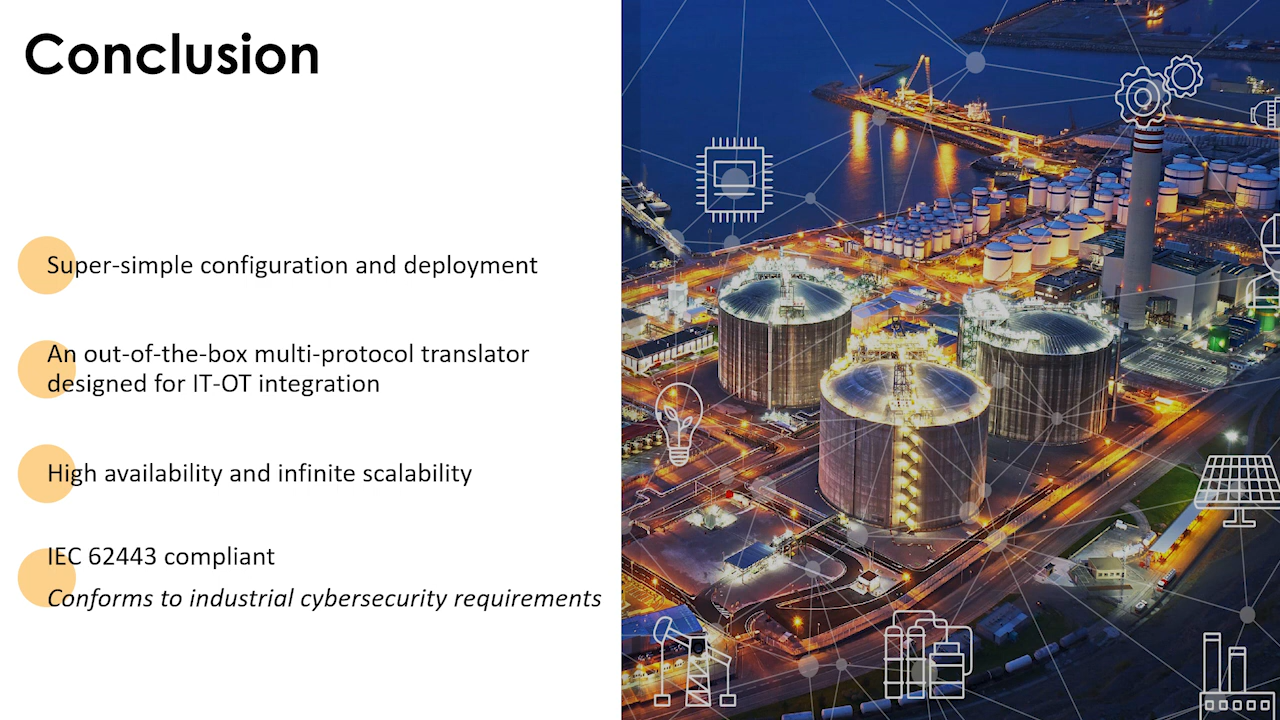 Conclusion
Super-simple configuration and deployment
An out-of-the-box multi-protocol translator
designed for IT-OT integration
High availability and infinite scalability
IEC 62443 compliant
Conforms to industrial cybersecurity requirements